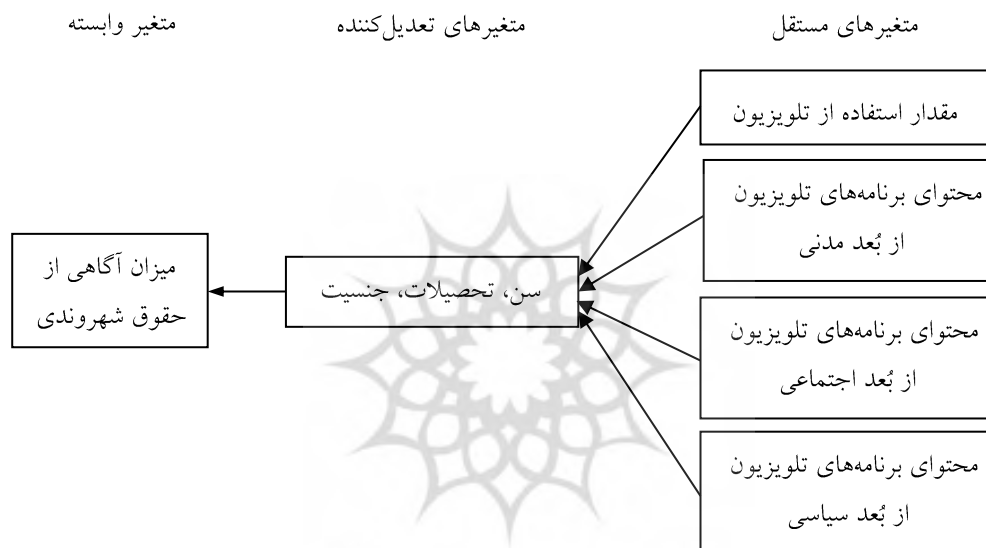 متغیرهای مستقل
متغیرهای تعدیل‌کننده
متغیر وابسته
مقدار استفاده از تلویزیون
محتوای برنامه‌های تلویزیون
از بُعد مدنی
محتوای برنامه‌های تلویزیون
از بُعد اجتماعی
محتوای برنامه‌های تلویزیون
از بُعد سیاسی
سن، تحصیلات، جنسیت
میزان آگاهی از
حقوق شهروندی